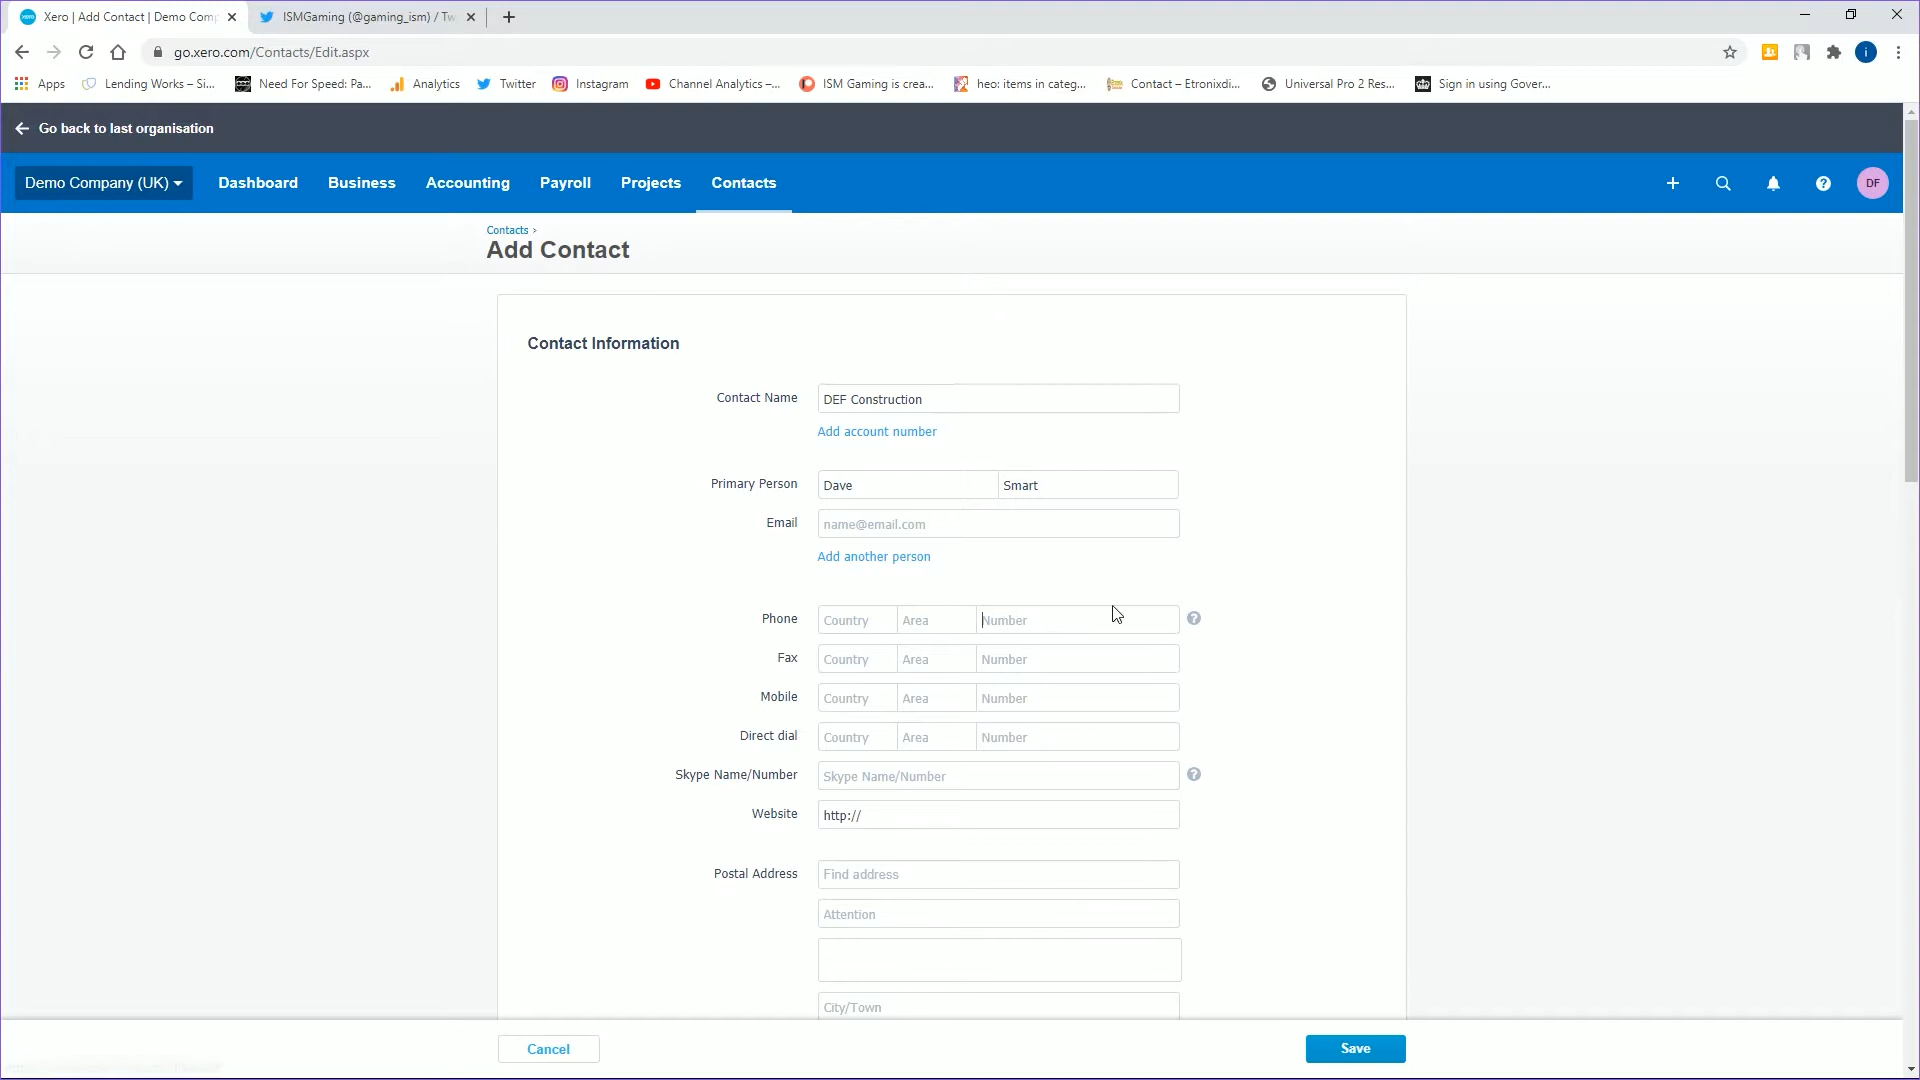 Xero | Add Contact | Demo Comp
ISMGaming (@gaming_ism) / Tw
go.xero.com/Contacts/Edit.aspx
i
Apps
Lending Works – Si...
Need For Speed: Pa...
Analytics
Twitter
Instagram
Channel Analytics –...
ISM Gaming is crea...
heo: items in categ...
Contact – Etronixdi...
Universal Pro 2 Res...
Sign in using Gover...
Go back to last organisation
Demo Company (UK)
Dashboard
Business
Accounting
Payroll
Projects
Contacts
DF
Contacts ›
Add Contact
Contact Information
Contact Name
DEF Construction
Add account number
Primary Person
Dave
Smart
Email
name@email.com
Add another person
Phone
Country
Area
Number
Fax
Country
Area
Number
Mobile
Country
Area
Number
Direct dial
Country
Area
Number
Skype Name/Number
Skype Name/Number
Website
http://
Postal Address
Find address
Attention
City/Town
Cancel
Save